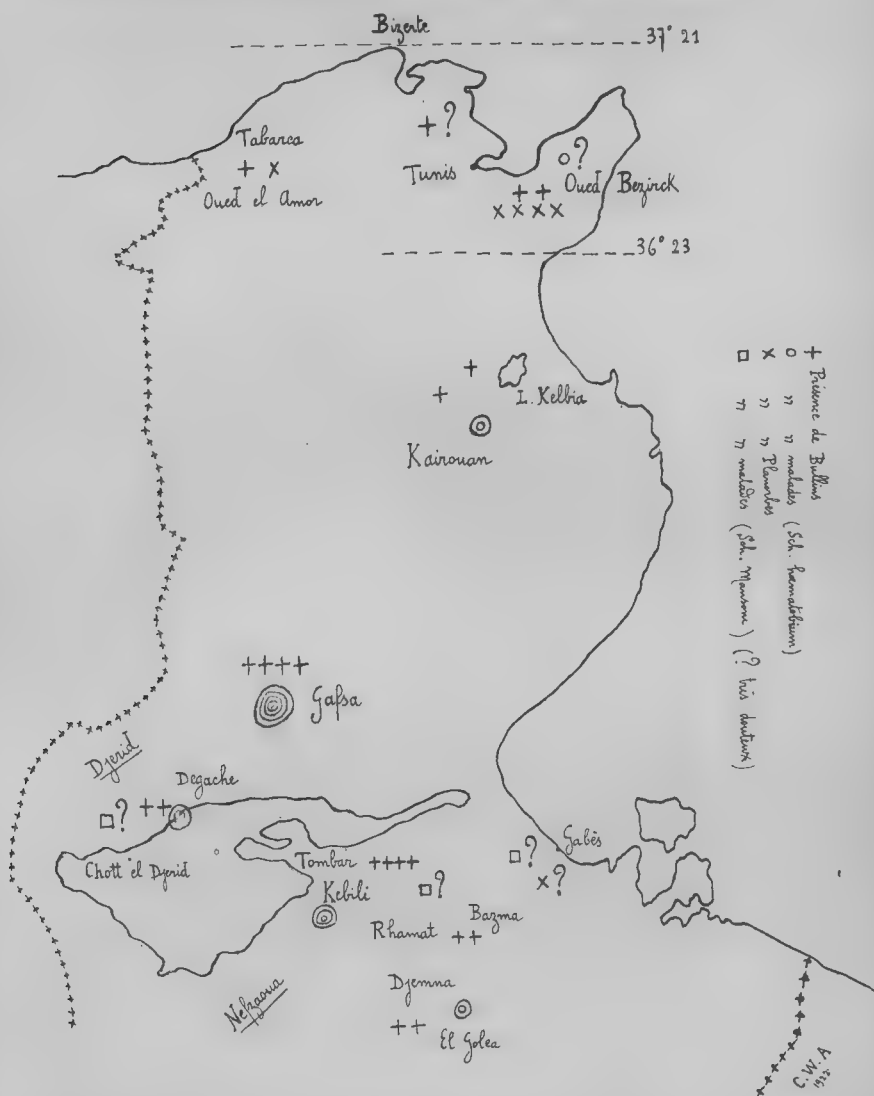 Bizerte
37° 21
Tabarca
+ ×
Oued el Amor
+ ?
Tunis
○ ?
Oued Bezirck
+ +
× × × ×
36° 23
+
+
L. Kelbia
Kairouan
+ Présence de Bullins
○ " " malades (Sch. hæmatobium)
× " " Planorbes
□ " " malades (Sch. Mansoni) (? très douteux)
++++
Gafsa
Djerid
Degache
□? ++
Chott el Djerid
Tombar ++++
Kebili
□?
Gabès
□?
×?
Rhamat
Bazma
++
Nefzaoua
Djemna
++
El Golea
C.W.A
1922